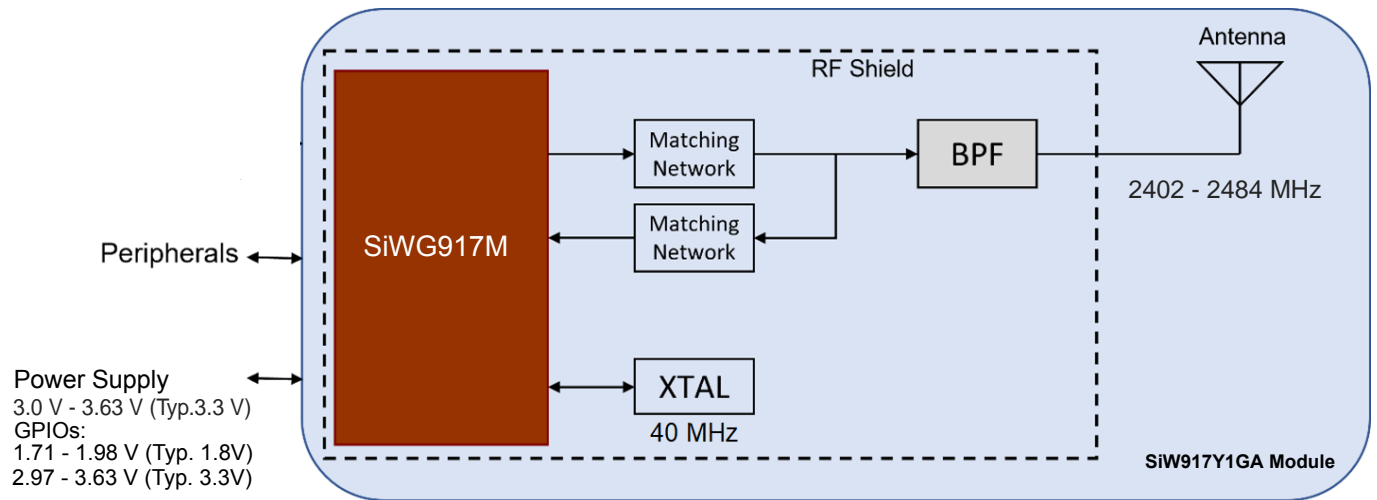 Antenna
RF Shield
Matching
Network
BPF
2402 - 2484 MHz
Matching
Network
SiWG917M
Peripherals
XTAL
40 MHz
Power Supply
3.0 V - 3.63 V (Typ.3.3 V)
GPIOs:
1.71 - 1.98 V (Typ. 1.8V)
2.97 - 3.63 V (Typ. 3.3V)
SiW917Y1GA Module